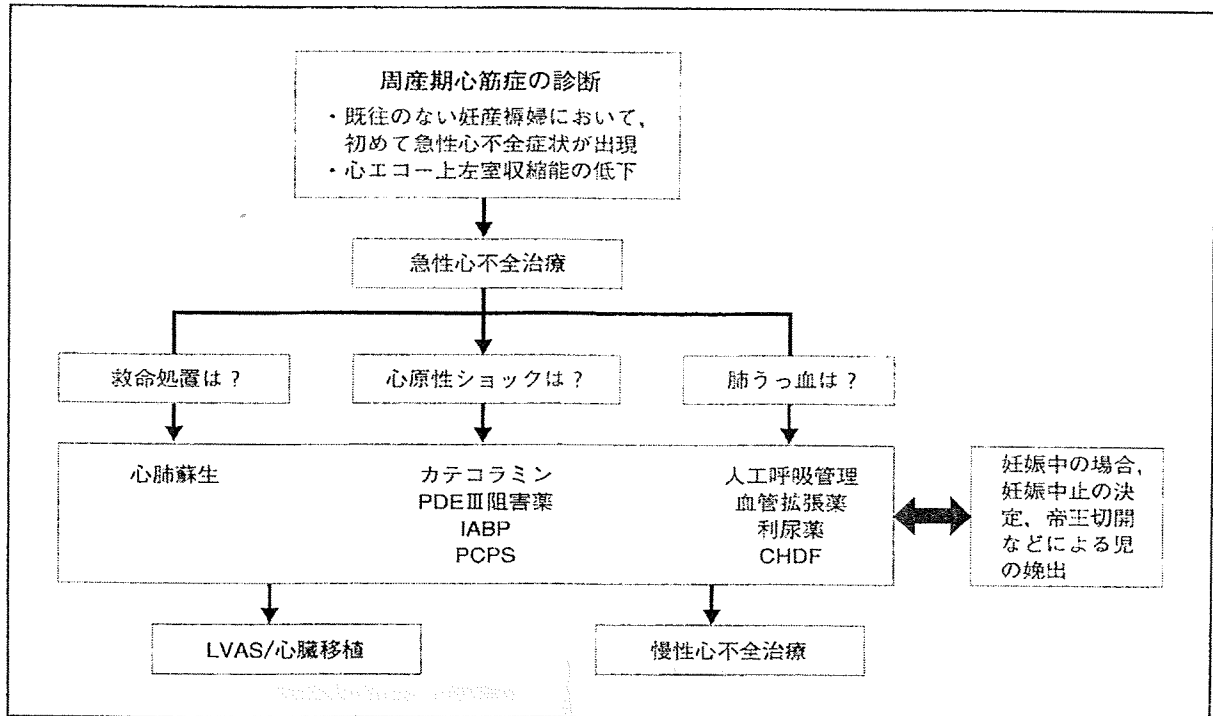 周産期心筋症の診断
・既往のない妊産褥婦において、
初めて急性心不全症状が出現
・心エコー上左室収縮能の低下
急性心不全治療
救命処置は？
心原性ショックは？
肺うっ血は？
心肺蘇生
カテコラミン
PDEⅢ阻害薬
IABP
PCPS
人工呼吸管理
血管拡張薬
利尿薬
CHDF
妊娠中の場合、
妊娠中止の決
定、帝王切開
などによる児
の娩出
LVAS/心臓移植
慢性心不全治療